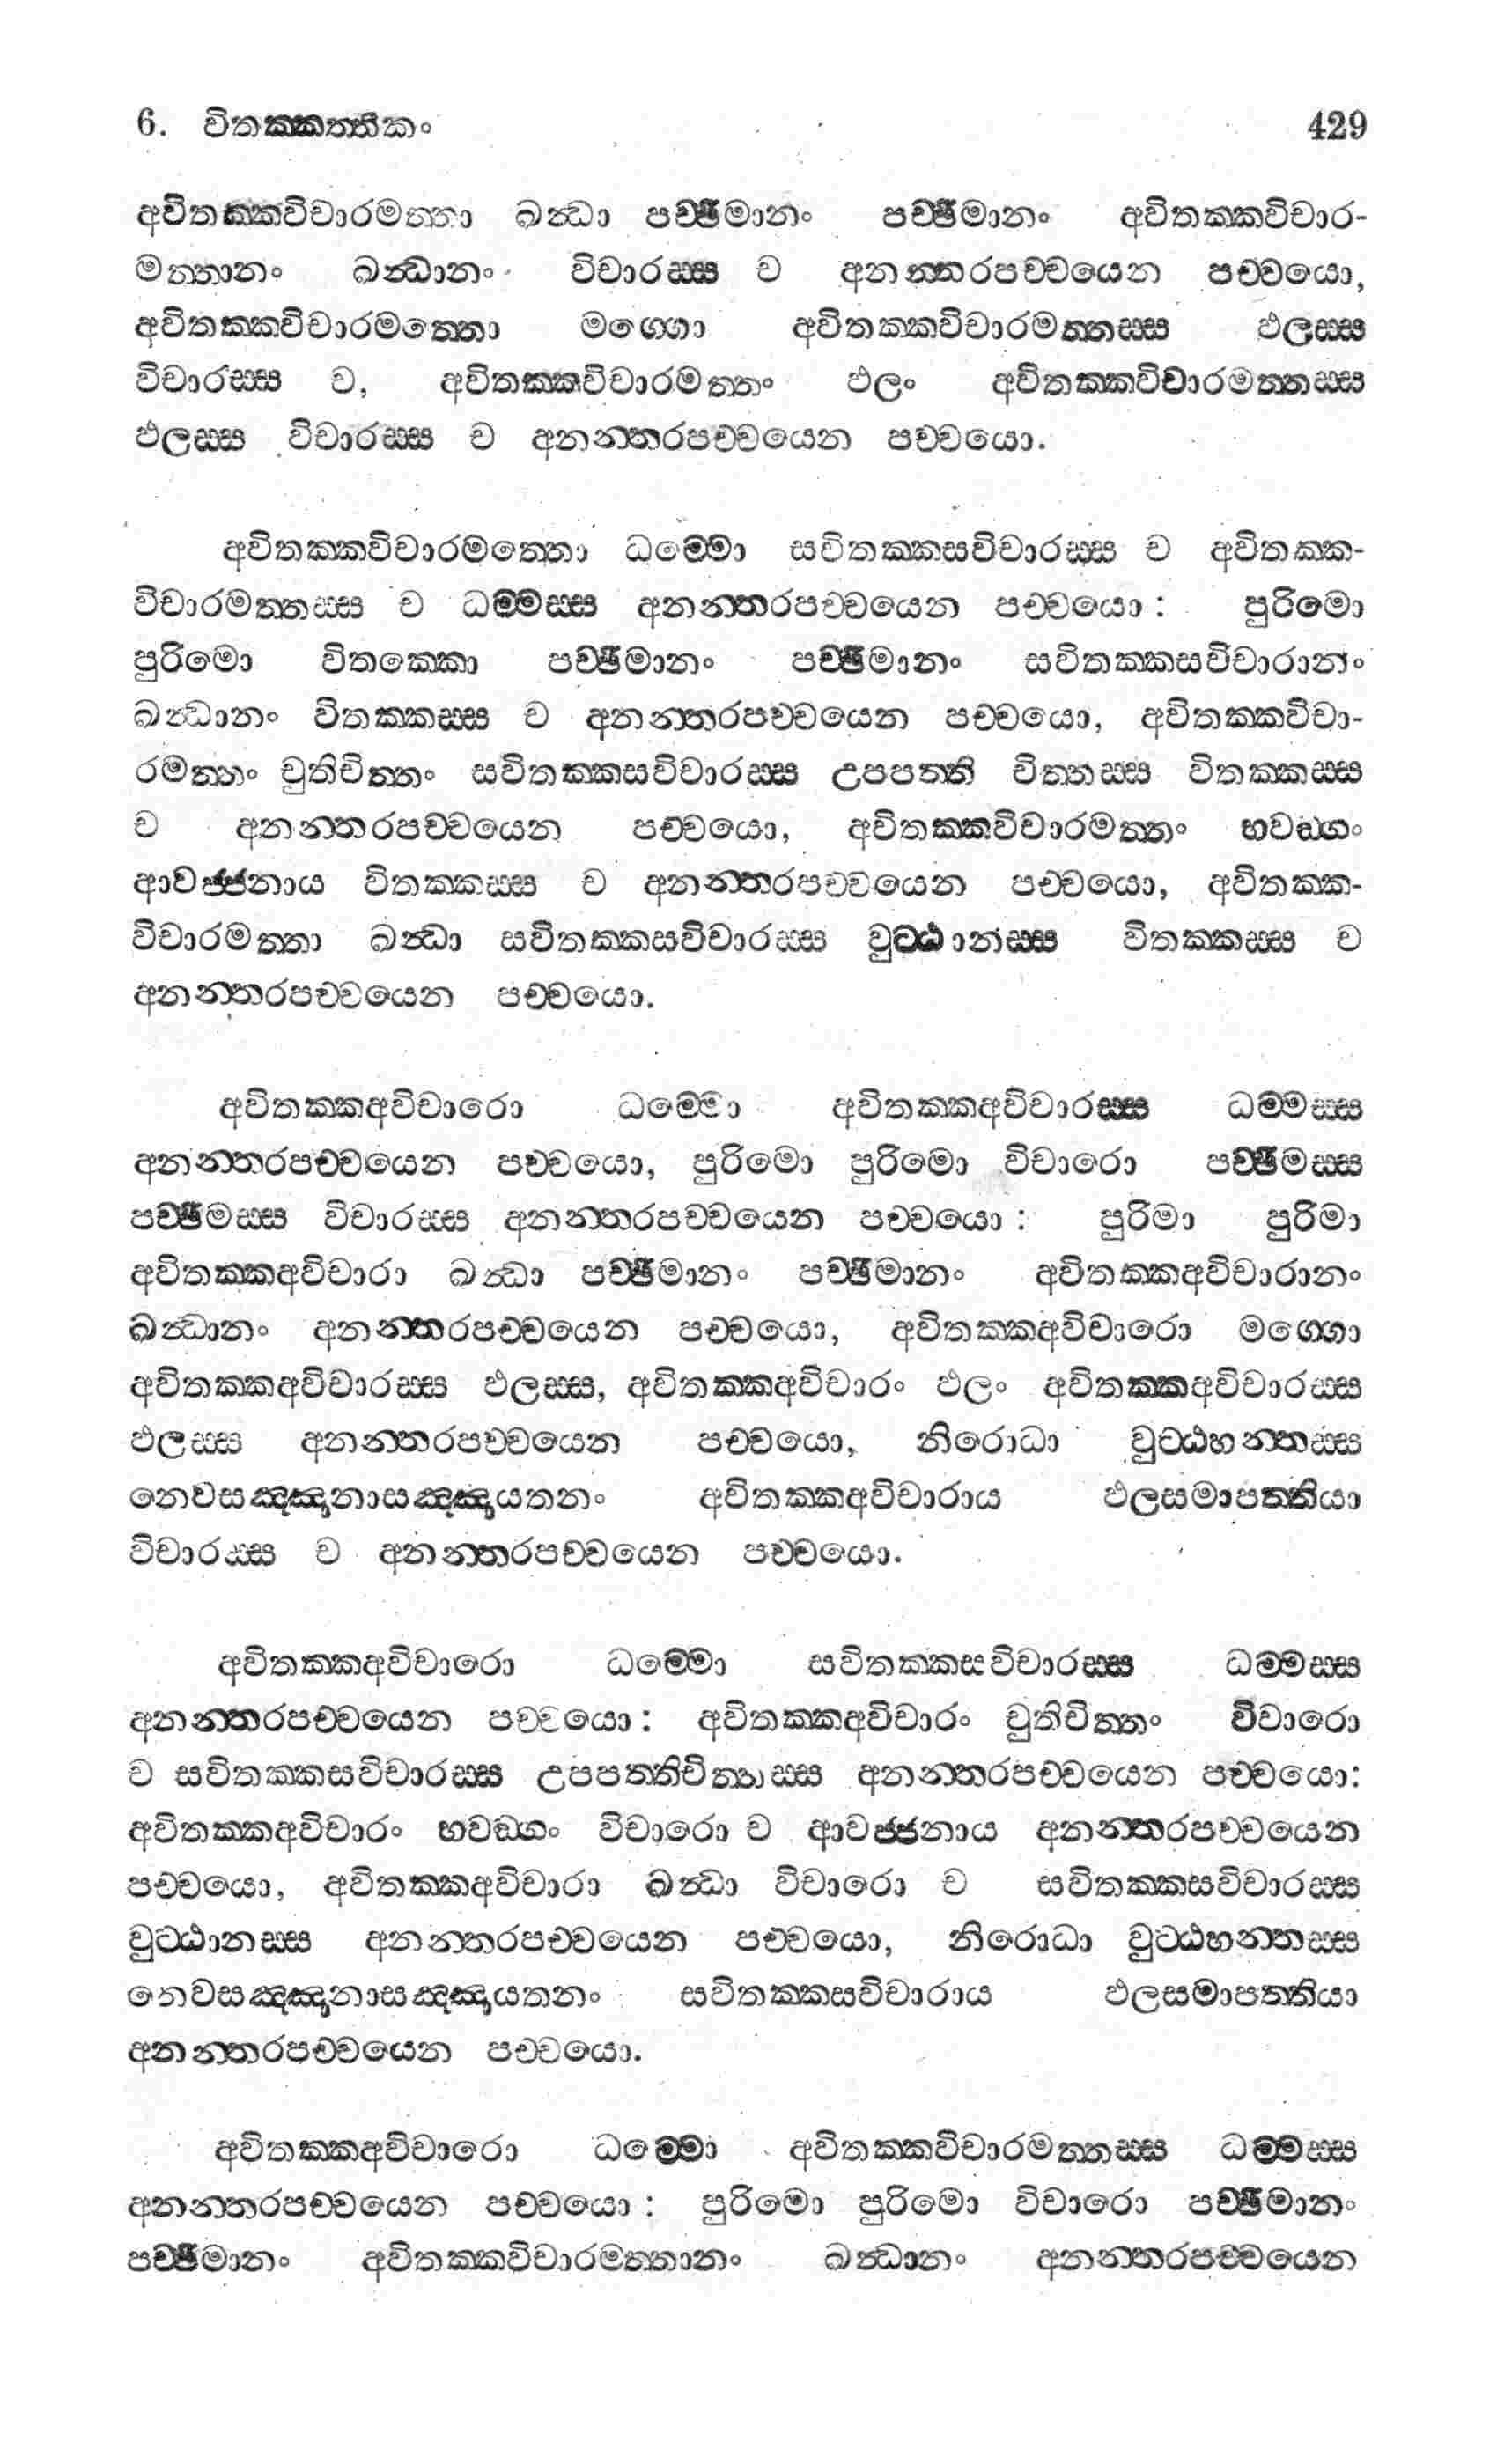 6. විතක්කත්තිකං 429
අවිතක්කවිචාරමත්තා ඛන්ධා පච්ඡිමානං පච්ඡිමානං අවිතක්කවිචාර-
මත්තානං ඛන්ධානං විචාරස්ස ච අනන්තරපච්චයෙන පච්චයො,
අවිතක්කවිචාරමත්තො මග්ගො අවිතක්කවිචාරමත්තස්ස ඵලස්ස
විචාරස්ස ච, අවිතක්කවිචාරමත්තං ඵලං අවිතක්කවිචාරමත්තස්ස
ඵලස්ස විචාරස්ස ච අනන්තරපච්චයෙන පච්චයො.
අවිතක්කවිචාරමත්තො ධම්මො සවිතක්කසවිචාරස්ස ච අවිතක්ක-
විචාරමත්තස්ස ච ධම්මස්ස අනන්තරපච්චයෙන පච්චයො: පුරිමො
පුරිමො විතක්කො පච්ඡිමානං පච්ඡිමානං සවිතක්කසවිචාරානං
ඛන්ධානං විතක්කස්ස ච අනන්තරපච්චයෙන පච්චයො, අවිතක්කවිචා-
රමත්තං චුතිචිත්තං සවිතක්කසවිචාරස්ස උපපත්ති චිත්තස්ස විතක්කස්ස
ච අනන්තරපච්චයෙන පච්චයො, අවිතක්කවිචාරමත්තං භවඞ්ගං
ආවජ්ජනාය විතක්කස්ස ච අනන්තරපච්චයෙන පච්චයො, අවිතක්ක-
විචාරමත්තා ඛන්ධා සවිතක්කසවිචාරස්ස වුට්ඨානස්ස විතක්කස්ස ච
අනන්තරපච්චයෙන පච්චයො.
අවිතක්කඅවිචාරො ධම්මො අවිතක්කඅවිචාරස්ස ධම්මස්ස
අනන්තරපච්චයෙන පච්චයො, පුරිමො පුරිමො විචාරො පච්ඡිමස්ස
පච්ඡිමස්ස විචාරස්ස අනන්තරපච්චයෙන පච්චයො: පුරිමා පුරිමා
අවිතක්කඅවිචාරා ඛන්ධා පච්ඡිමානං පච්ඡිමානං අවිතක්කඅවිචාරානං
ඛන්ධානං අනන්තරපච්චයෙන පච්චයො, අවිතක්කඅවිචාරො මග්ගො
අවිතක්කඅවිචාරස්ස ඵලස්ස, අවිතක්කඅවිචාරං ඵලං අවිතක්කඅවිචාරස්ස
ඵලස්ස අනන්තරපච්චයෙන පච්චයො, නිරොධා වුට්ඨහන්තස්ස
නෙවසඤ්ඤානාසඤ්ඤායතනං අවිතක්කඅවිචාරාය ඵලසමාපත්තියා
විචාරස්ස ච අනන්තරපච්චයෙන පච්චයො.
අවිතක්කඅවිචාරො ධම්මො සවිතක්කසවිචාරස්ස ධම්මස්ස
අනන්තරපච්චයෙන පච්චයො: අවිතක්කඅවිචාරං චුතිචිත්තං විචාරො
ච සවිතක්කසවිචාරස්ස උපපත්තිචිත්තස්ස අනන්තරපච්චයෙන පච්චයො:
අවිතක්කඅවිචාරං භවඞ්ගං විචාරො ච ආවජ්ජනාය අනන්තරපච්චයෙන
පච්චයො, අවිතක්කඅවිචාරා ඛන්ධා විචාරො ච සවිතක්කසවිචාරස්ස
වුට්ඨානස්ස අනන්තරපච්චයෙන පච්චයො, නිරොධා වුට්ඨහන්තස්ස
නෙවසඤ්ඤානාසඤ්ඤායතනං සවිතක්කසවිචාරාය ඵලසමාපත්තියා
අනන්තරපච්චයෙන පච්චයො.
අවිතක්කඅවිචාරො ධම්මො අවිතක්කවිචාරමත්තස්ස ධම්මස්ස
අනන්තරපච්චයෙන පච්චයො: පුරිමො පුරිමො විචාරො පච්ඡිමානං
පච්ඡිමානං අවිතක්කවිචාරමත්තානං ඛන්ධානං අනන්තරපච්චයෙන